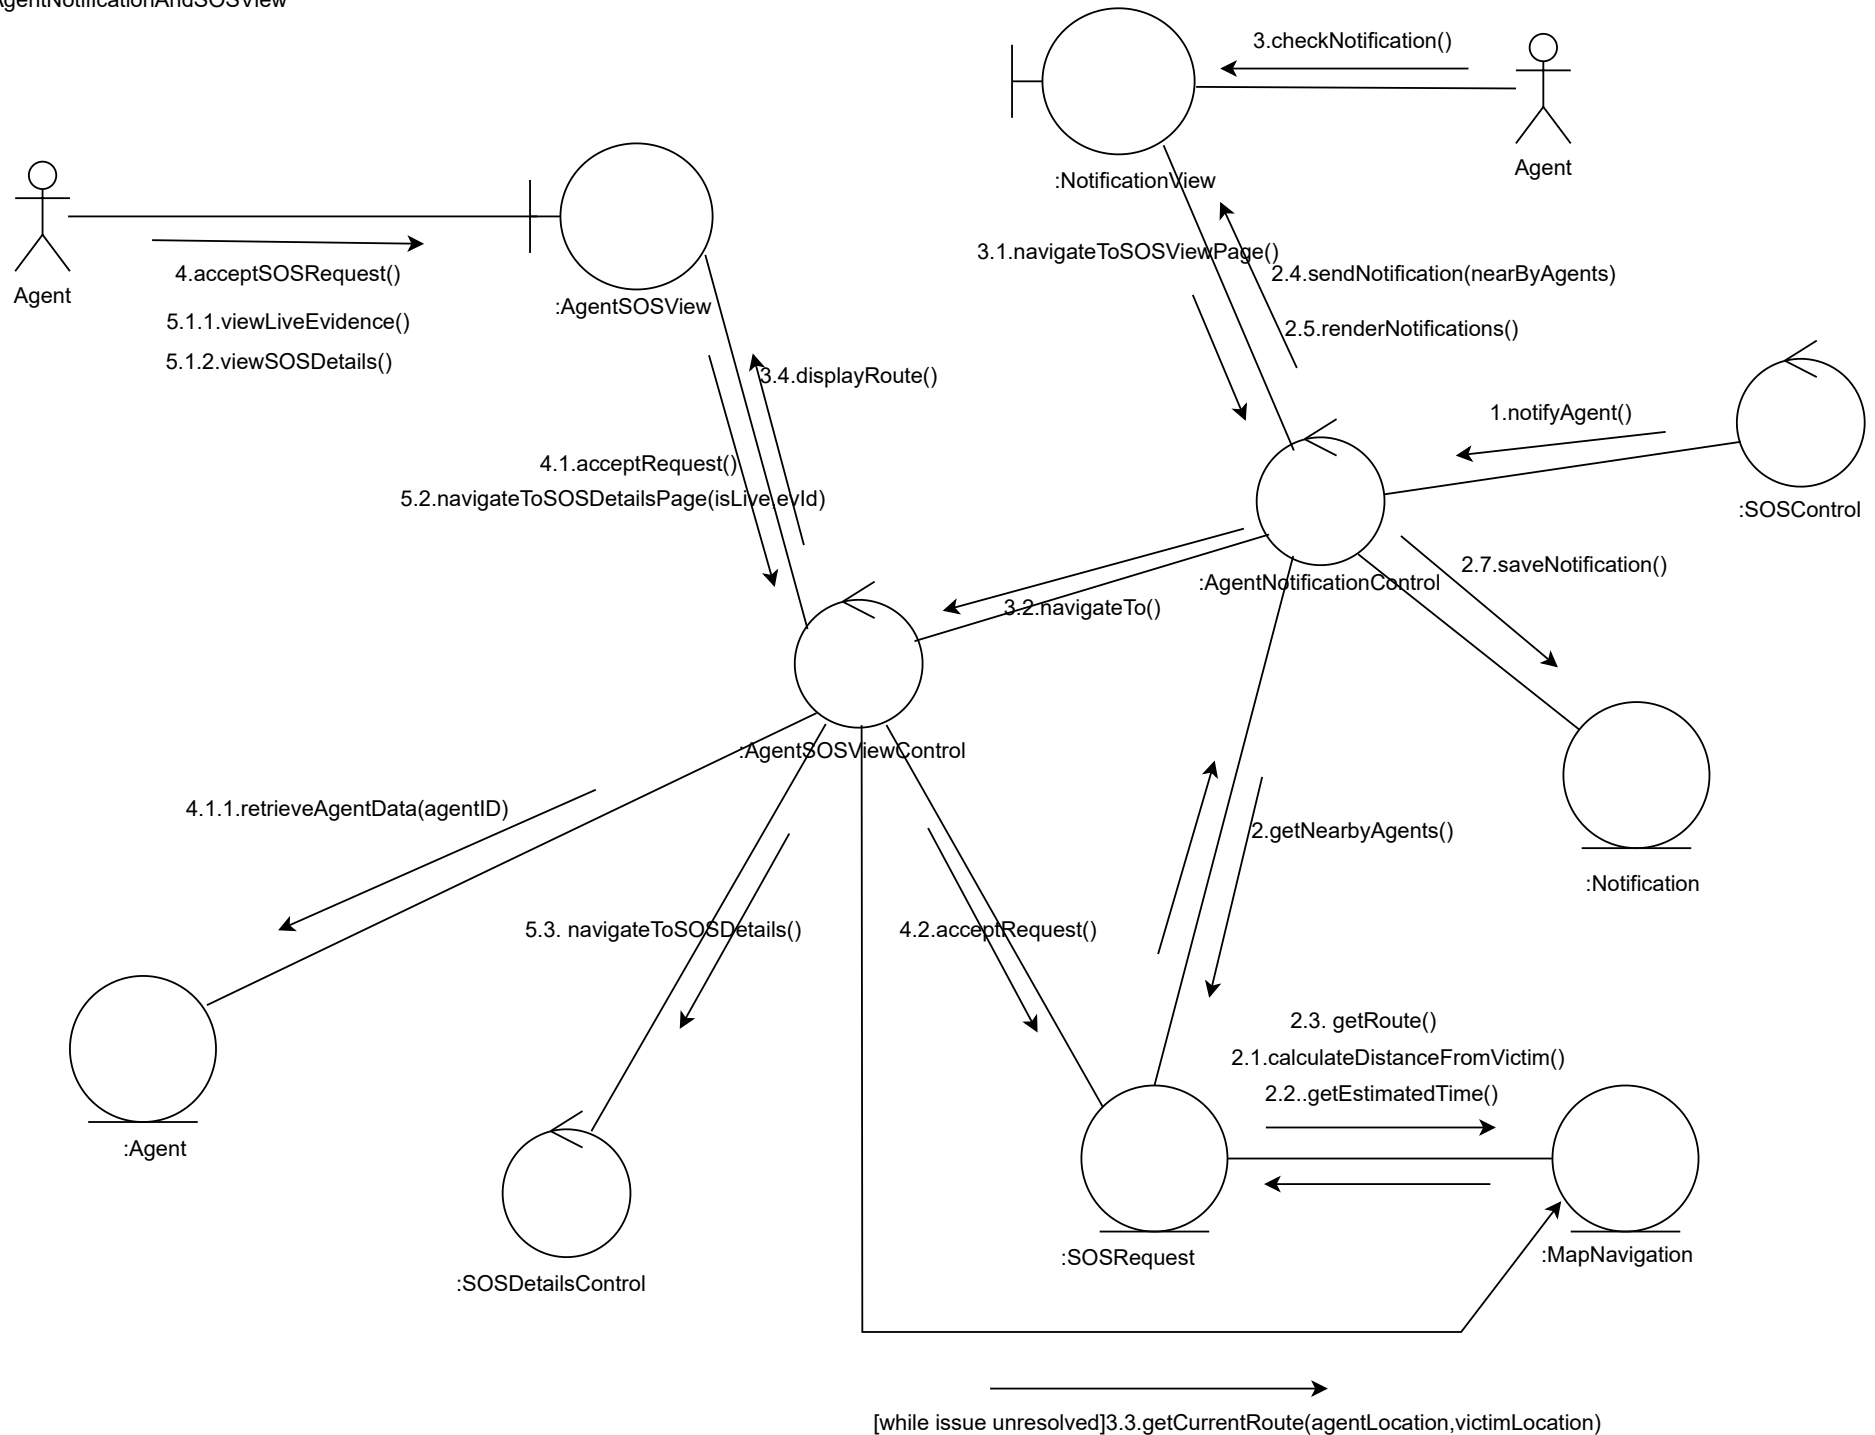 AgentNotificationAndSOSView
3.checkNotification()
Agent
:NotificationView
Agent
4.acceptSOSRequest()
5.1.1.viewLiveEvidence()
5.1.2.viewSOSDetails()
:AgentSOSView
3.1.navigateToSOSViewPage()
2.4.sendNotification(nearByAgents)
2.5.renderNotifications()
3.4.displayRoute()
1.notifyAgent()
:SOSControl
4.1.acceptRequest()
5.2.navigateToSOSDetailsPage(isLive,evId)
:AgentNotificationControl
2.7.saveNotification()
3.2.navigateTo()
:AgentSOSViewControl
4.1.1.retrieveAgentData(agentID)
2.getNearbyAgents()
:Notification
5.3. navigateToSOSDetails()
4.2.acceptRequest()
2.3. getRoute()
2.1.calculateDistanceFromVictim()
2.2..getEstimatedTime()
:Agent
:SOSDetailsControl
:SOSRequest
:MapNavigation
[while issue unresolved]3.3.getCurrentRoute(agentLocation,victimLocation)